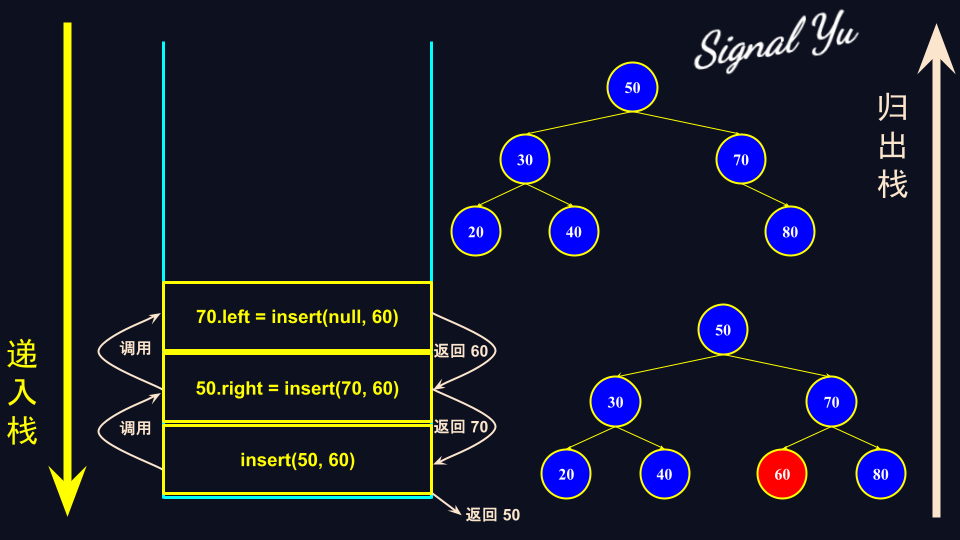 Signal Yu
50
30
70
20
40
80
归出栈
递入栈
70.left = insert(null, 60)
调用
返回 60
50.right = insert(70, 60)
调用
返回 70
insert(50, 60)
返回 50
50
30
70
20
40
60
80